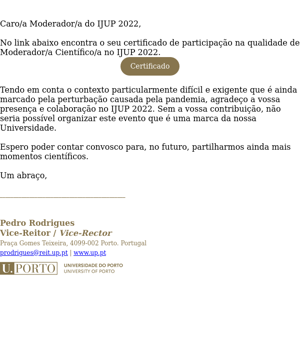 Caro/a Moderador/a do IJUP 2022,
No link abaixo encontra o seu certificado de participação na qualidade de
Moderador/a Científico/a no IJUP 2022.
Certificado
Tendo em conta o contexto particularmente difícil e exigente que é ainda
marcado pela perturbação causada pela pandemia, agradeço a vossa
presença e colaboração no IJUP 2022. Sem a vossa contribuição, não
seria possível organizar este evento que é uma marca da nossa
Universidade.
Espero poder contar convosco para, no futuro, partilharmos ainda mais
momentos científicos.
Um abraço,
Pedro Rodrigues
Vice-Reitor / Vice-Rector
Praça Gomes Teixeira, 4099-002 Porto. Portugal
prodrigues@reit.up.pt | www.up.pt
U. PORTO
UNIVERSIDADE DO PORTO
UNIVERSITY OF PORTO